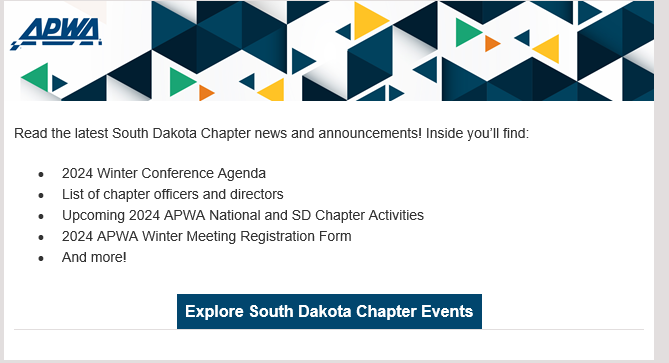 APWA
Read the latest South Dakota Chapter news and announcements! Inside you’ll find:
• 2024 Winter Conference Agenda
• List of chapter officers and directors
• Upcoming 2024 APWA National and SD Chapter Activities
• 2024 APWA Winter Meeting Registration Form
• And more!
Explore South Dakota Chapter Events